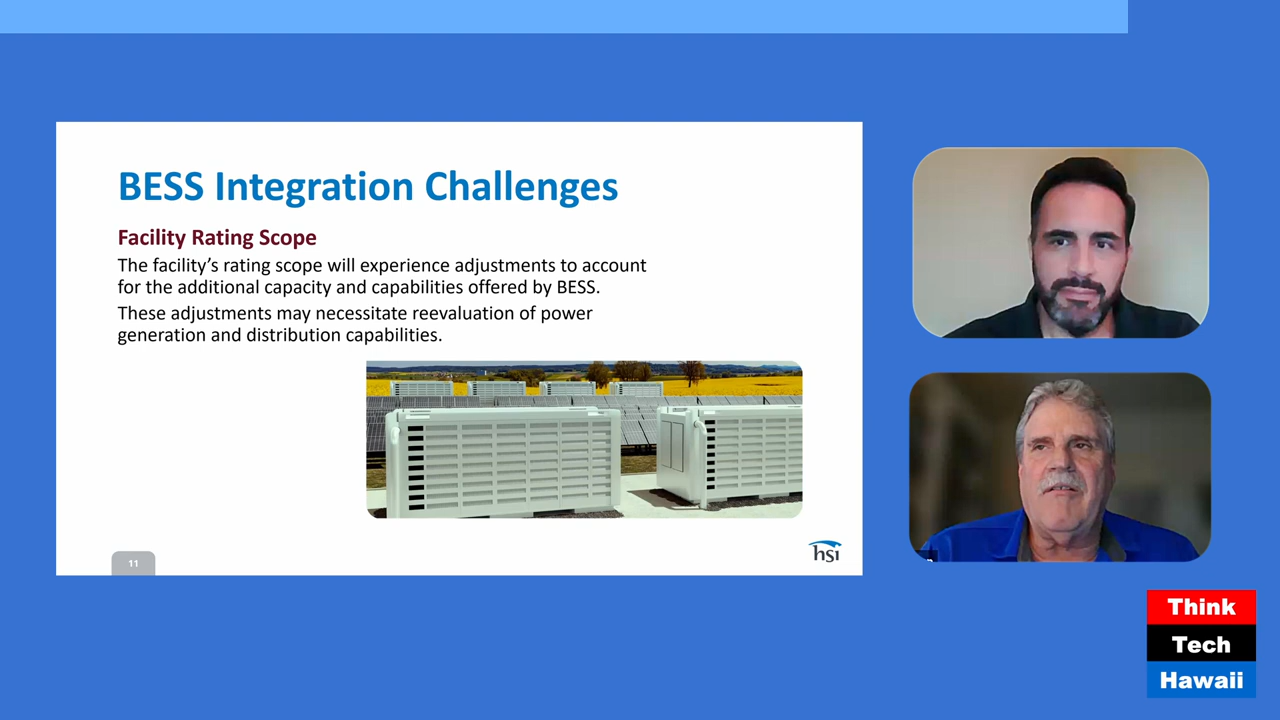 BESS Integration Challenges
Facility Rating Scope
The facility's rating scope will experience adjustments to account
for the additional capacity and capabilities offered by BESS.
These adjustments may necessitate reevaluation of power
generation and distribution capabilities.
11
hsi
Think
Tech
Hawaii